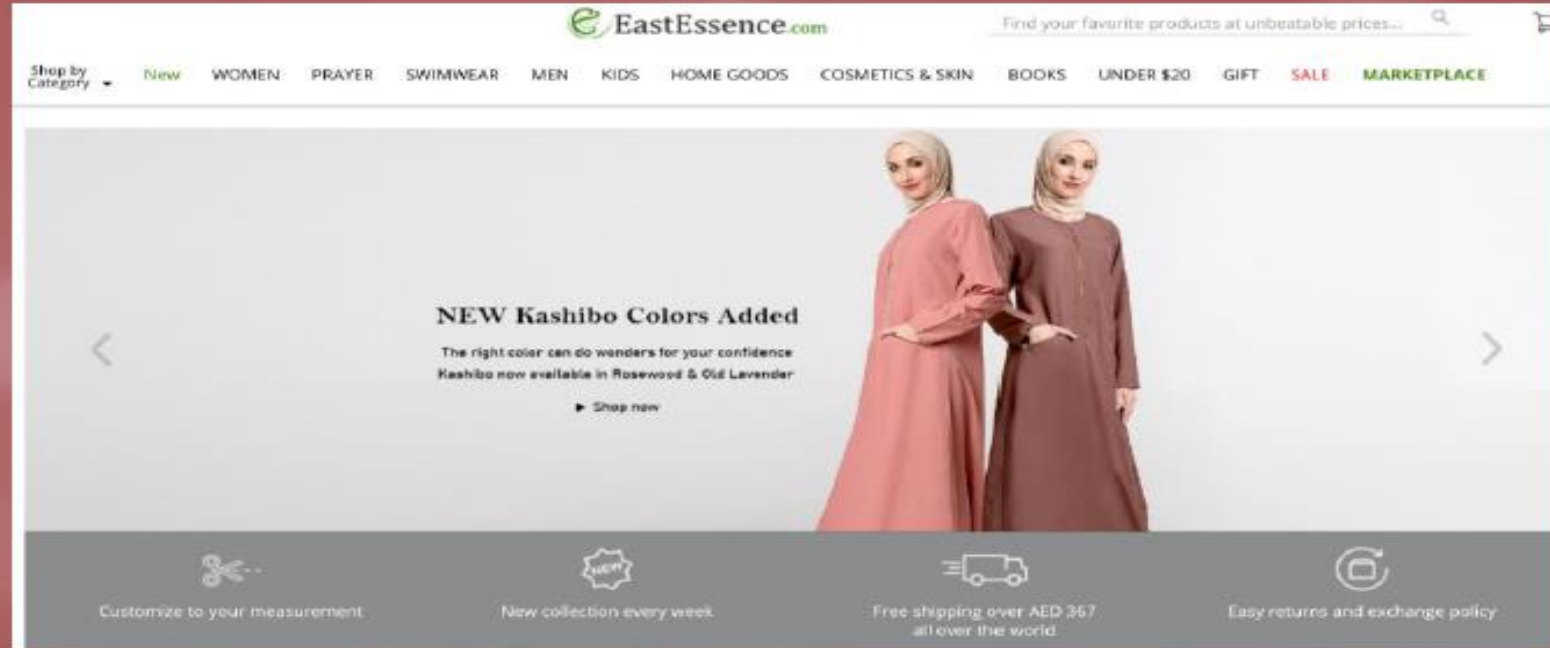 EastEssence.com
Find your favorite products at unbeatable prices...
Shop by
Category
New WOMEN PRAYER SWIMWEAR MEN KIDS HOME GOODS COSMETICS & SKIN BOOKS UNDER $20 GIFT SALE MARKETPLACE
NEW Kashibo Colors Added
The right color can do wonders for your confidence
Kashibo now available in Rosewood & Old Lavender
Shop now
NEW
Customize to your measurement
New collection every week
Free shipping over AED 367
all over the world
Easy returns and exchange policy